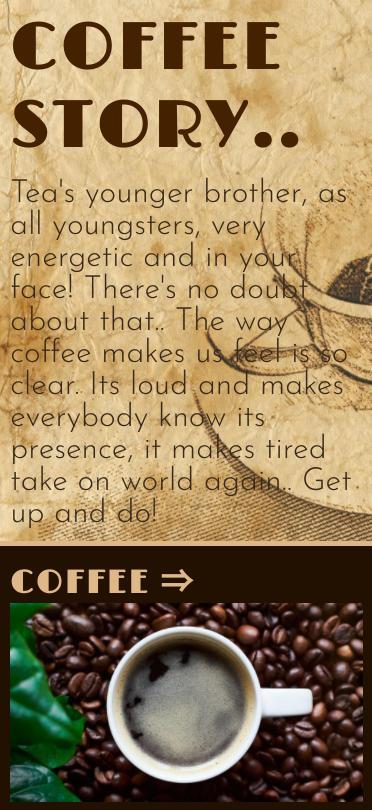 COFFEE
STORY..
Tea's younger brother, as
all youngsters, very
energetic and in your
face! There's no doubt
about that.. The way
coffee makes us feel is so
clear. Its loud and makes
everybody know its
presence, it makes tired
take on world again.. Get
up and do!
COFFEE ⇒